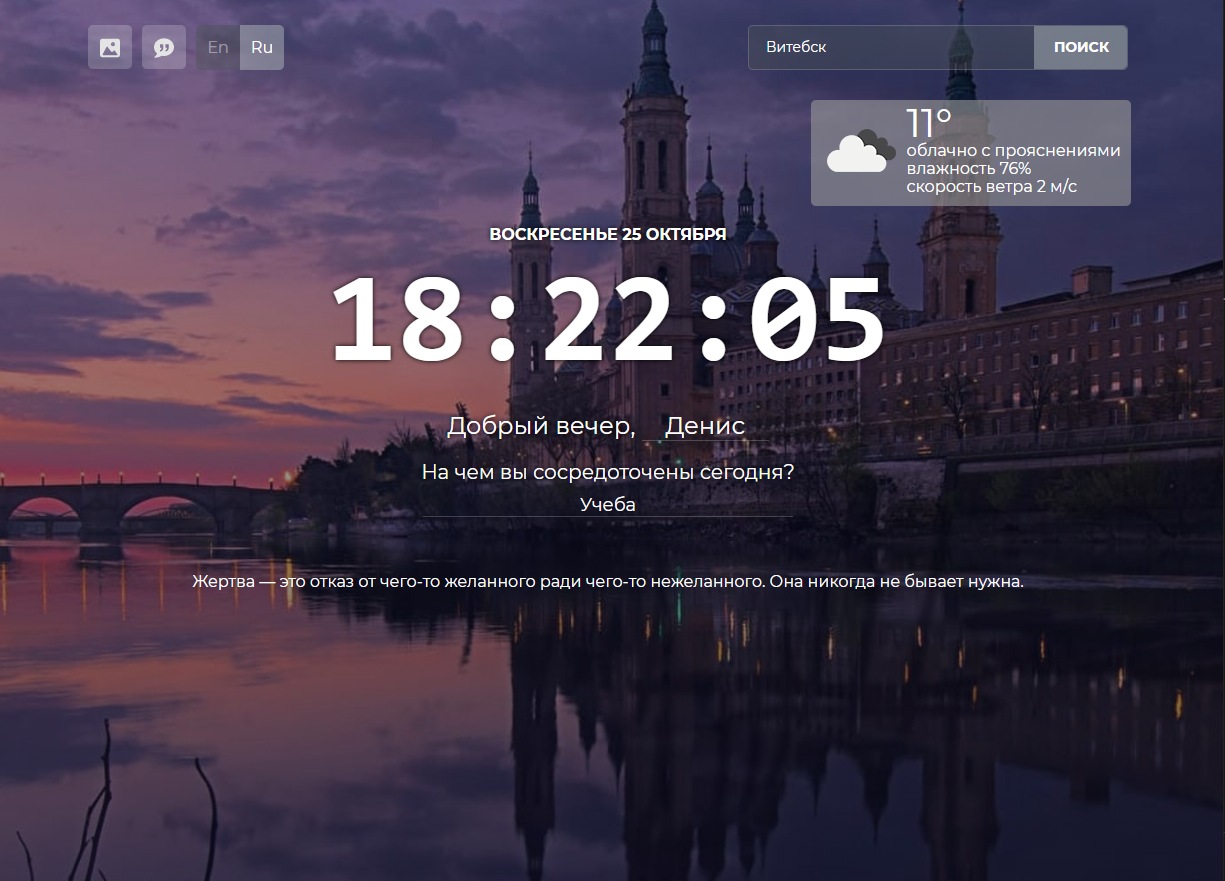 En Ru
Витебск ПОИСК
11°
облачно с прояснениями
влажность 76%
скорость ветра 2 м/с
ВОСКРЕСЕНЬЕ 25 ОКТЯБРЯ
18:22:05
Добрый вечер, Денис
На чем вы сосредоточены сегодня?
Учеба
Жертва — это отказ от чего-то желанного ради чего-то нежеланного. Она никогда не бывает нужна.